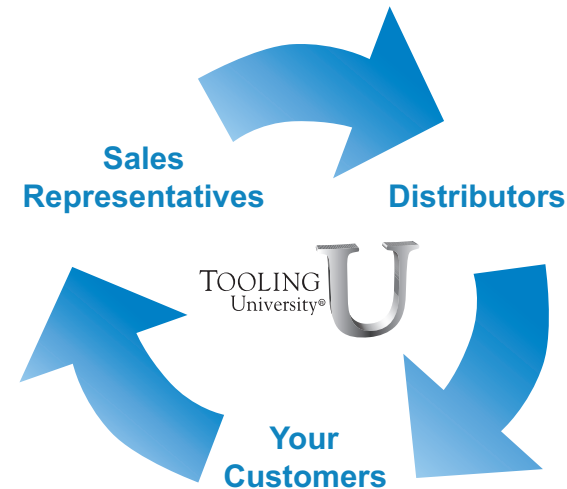 Sales
Representatives
Distributors
TOOLING U
University®
Your
Customers